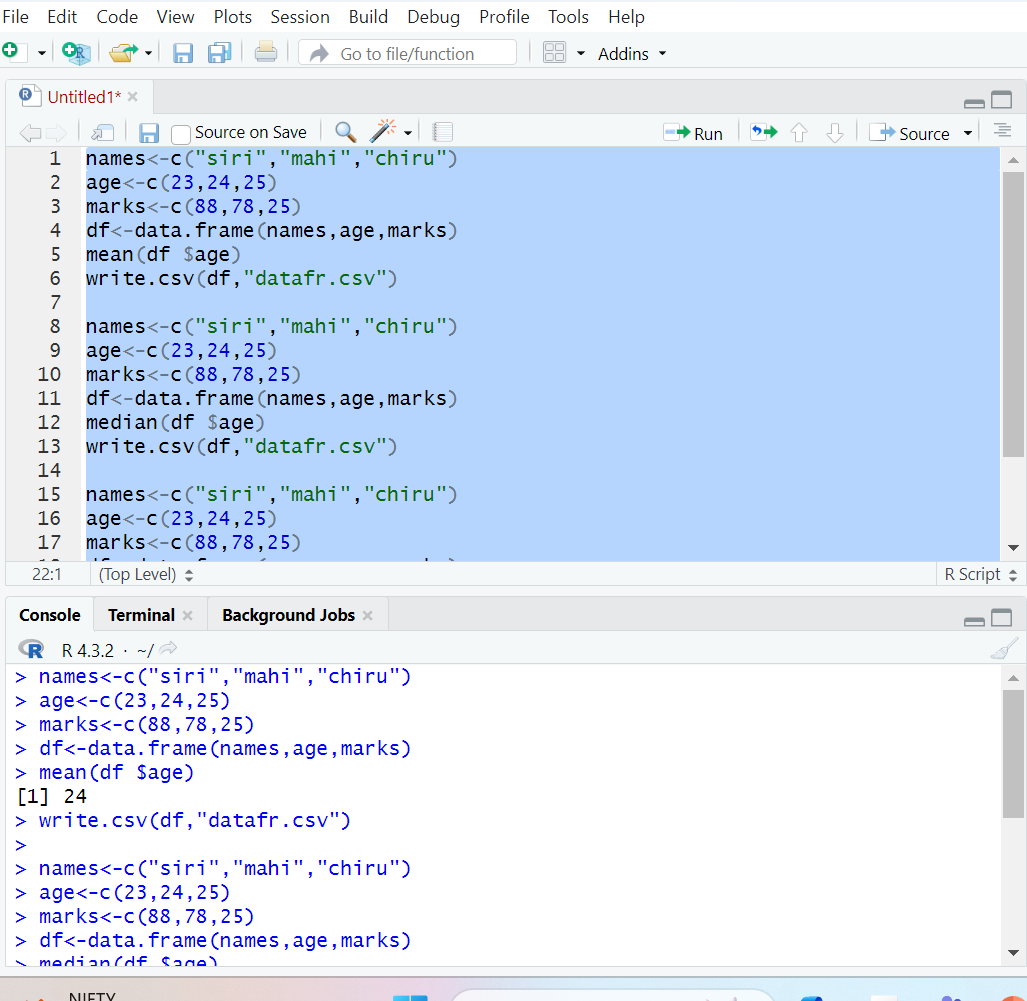 File Edit Code View Plots Session Build Debug Profile Tools Help
Go to file/function Addins
Untitled1*
Source on Save Run Source
1 names<-c("siri","mahi","chiru")
2 age<-c(23,24,25)
3 marks<-c(88,78,25)
4 df<-data.frame(names,age,marks)
5 mean(df $age)
6 write.csv(df,"datafr.csv")
7
8 names<-c("siri","mahi","chiru")
9 age<-c(23,24,25)
10 marks<-c(88,78,25)
11 df<-data.frame(names,age,marks)
12 median(df $age)
13 write.csv(df,"datafr.csv")
14
15 names<-c("siri","mahi","chiru")
16 age<-c(23,24,25)
17 marks<-c(88,78,25)
22:1 (Top Level) R Script
Console Terminal Background Jobs
R 4.3.2 · ~/
> names<-c("siri","mahi","chiru")
> age<-c(23,24,25)
> marks<-c(88,78,25)
> df<-data.frame(names,age,marks)
> mean(df $age)
[1] 24
> write.csv(df,"datafr.csv")
>
> names<-c("siri","mahi","chiru")
> age<-c(23,24,25)
> marks<-c(88,78,25)
> df<-data.frame(names,age,marks)
> median(df $age)
NIFTY